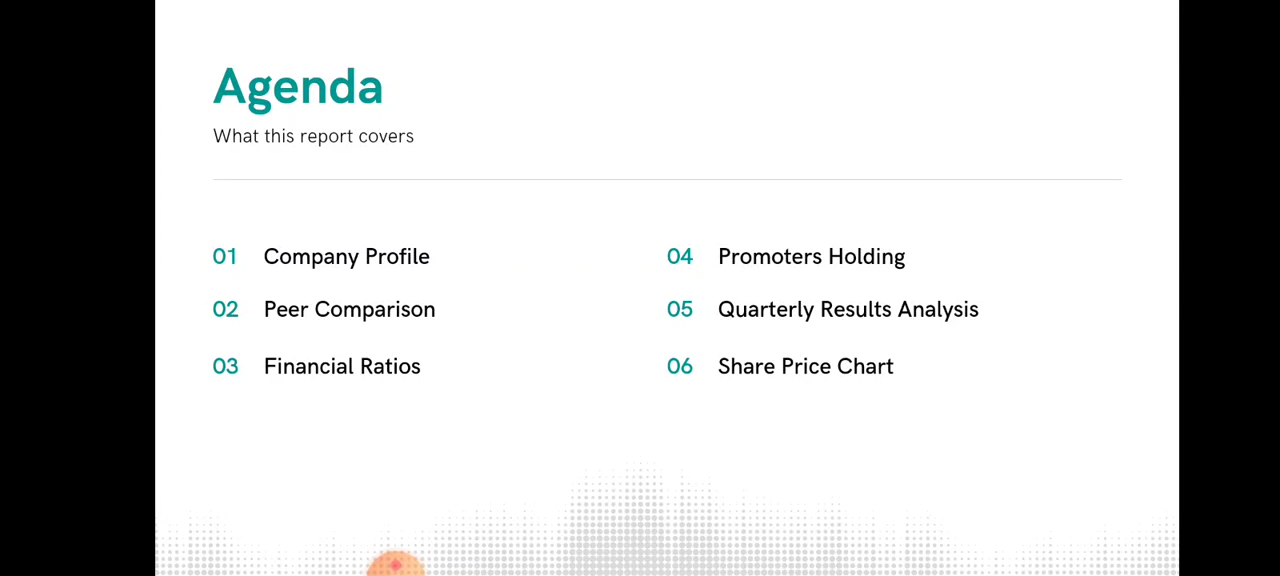 Agenda
What this report covers
01 Company Profile
02 Peer Comparison
03 Financial Ratios
04 Promoters Holding
05 Quarterly Results Analysis
06 Share Price Chart